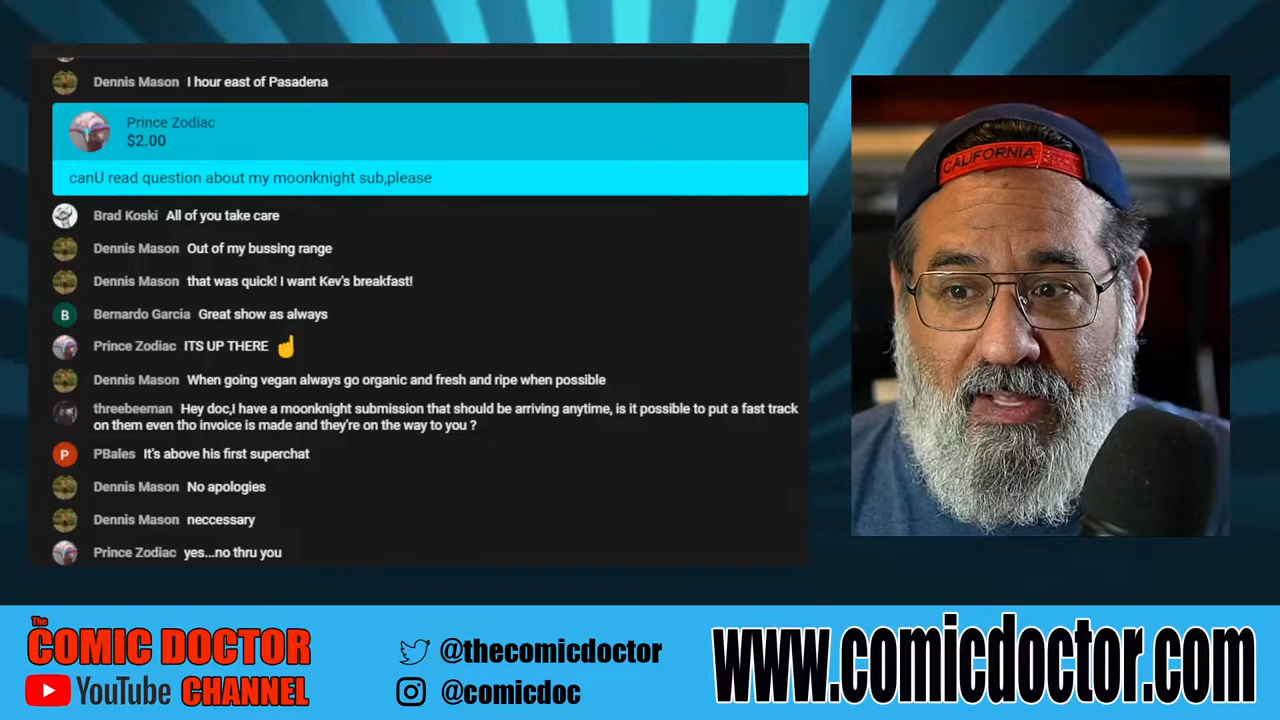 Dennis Mason I hour east of Pasadena
Prince Zodiac
$2.00
canU read question about my moonknight sub,please
Brad Koski All of you take care
Dennis Mason Out of my bussing range
Dennis Mason that was quick! I want Kev's breakfast!
B Bernardo Garcia Great show as always
Prince Zodiac ITS UP THERE ☝
Dennis Mason When going vegan always go organic and fresh and ripe when possible
threebeeman Hey doc,I have a moonknight submission that should be arriving anytime, is it possible to put a fast track
on them even tho invoice is made and they're on the way to you ?
P PBales It's above his first superchat
Dennis Mason No apologies
Dennis Mason neccessary
Prince Zodiac yes...no thru you
CALIFORNIA
The
COMIC DOCTOR
YouTube CHANNEL
@thecomicdoctor
@comicdoc
www.comicdoctor.com